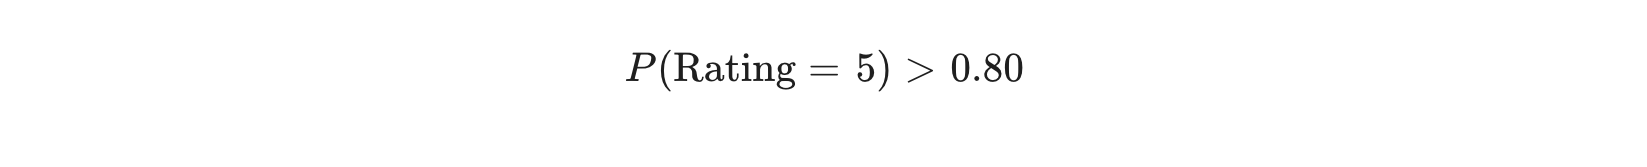 P(Rating = 5) > 0.80